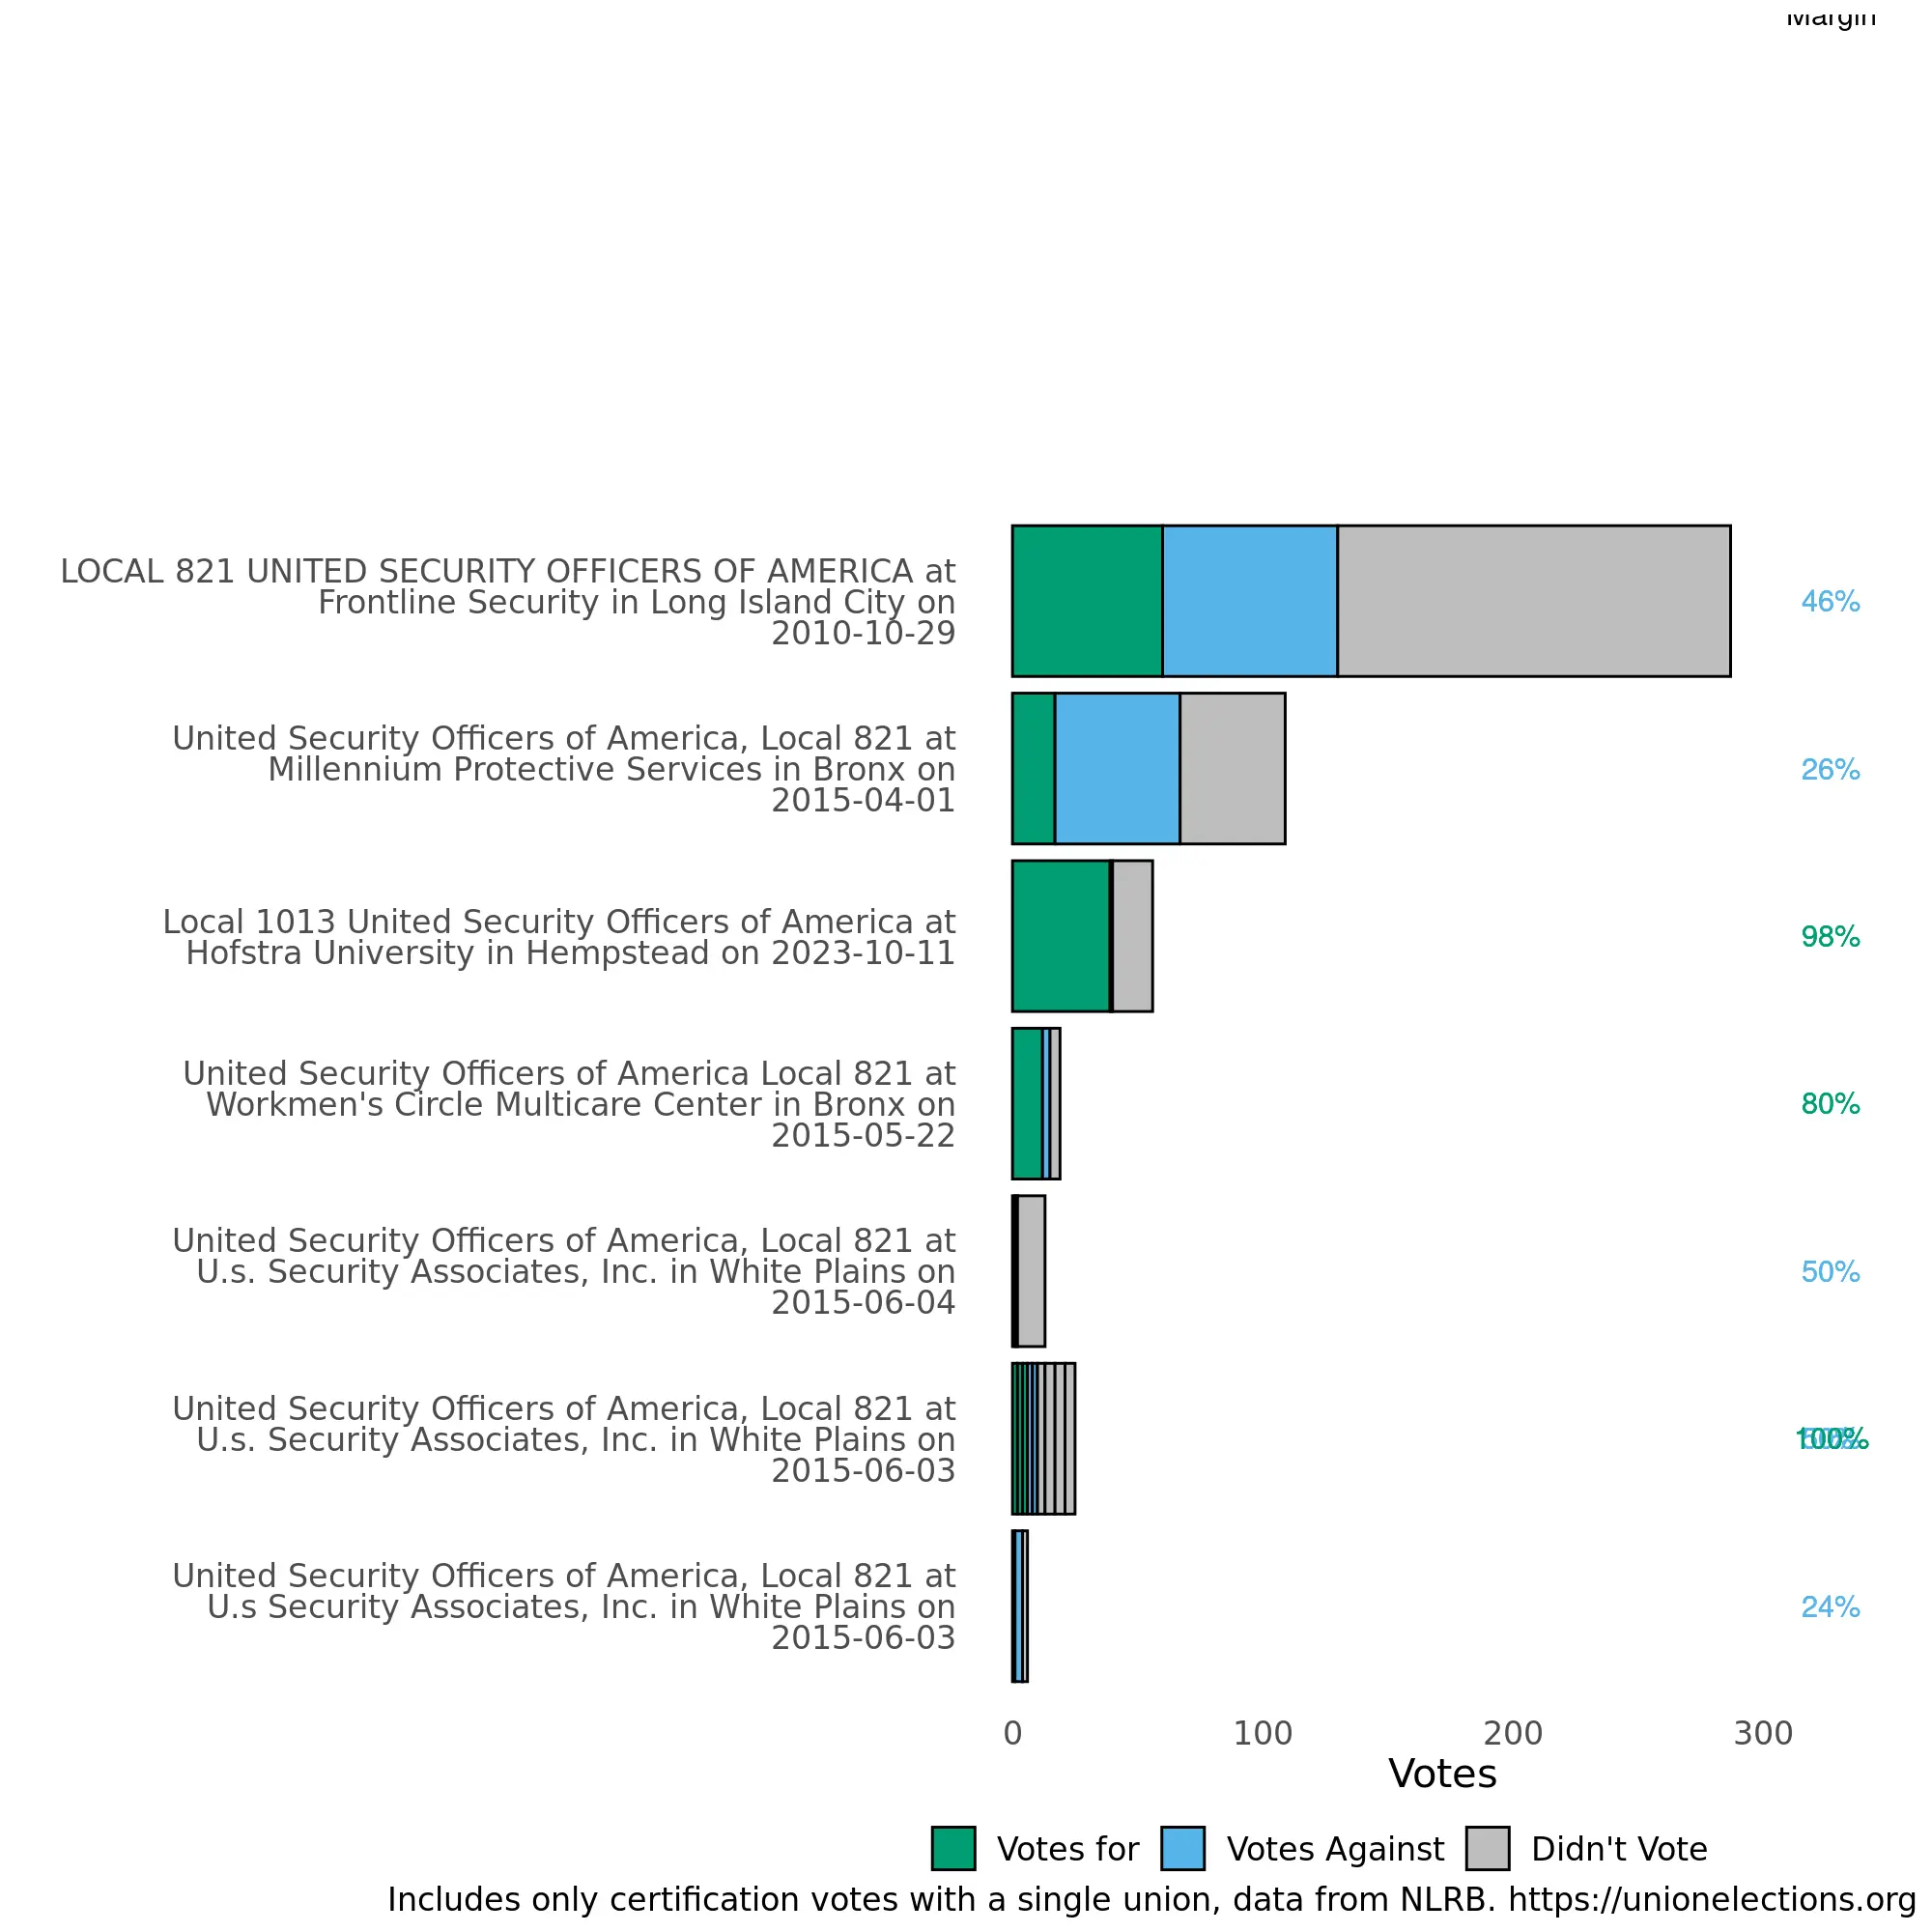 Margin
LOCAL 821 UNITED SECURITY OFFICERS OF AMERICA at
Frontline Security in Long Island City on
2010-10-29
46%
United Security Officers of America, Local 821 at
Millennium Protective Services in Bronx on
2015-04-01
26%
Local 1013 United Security Officers of America at
Hofstra University in Hempstead on 2023-10-11
98%
United Security Officers of America Local 821 at
Workmen's Circle Multicare Center in Bronx on
2015-05-22
80%
United Security Officers of America, Local 821 at
U.s. Security Associates, Inc. in White Plains on
2015-06-04
50%
United Security Officers of America, Local 821 at
U.s. Security Associates, Inc. in White Plains on
2015-06-03
100%
United Security Officers of America, Local 821 at
U.s Security Associates, Inc. in White Plains on
2015-06-03
24%
0 100 200 300
Votes
Votes for Votes Against Didn't Vote
Includes only certification votes with a single union, data from NLRB. https://unionelections.org